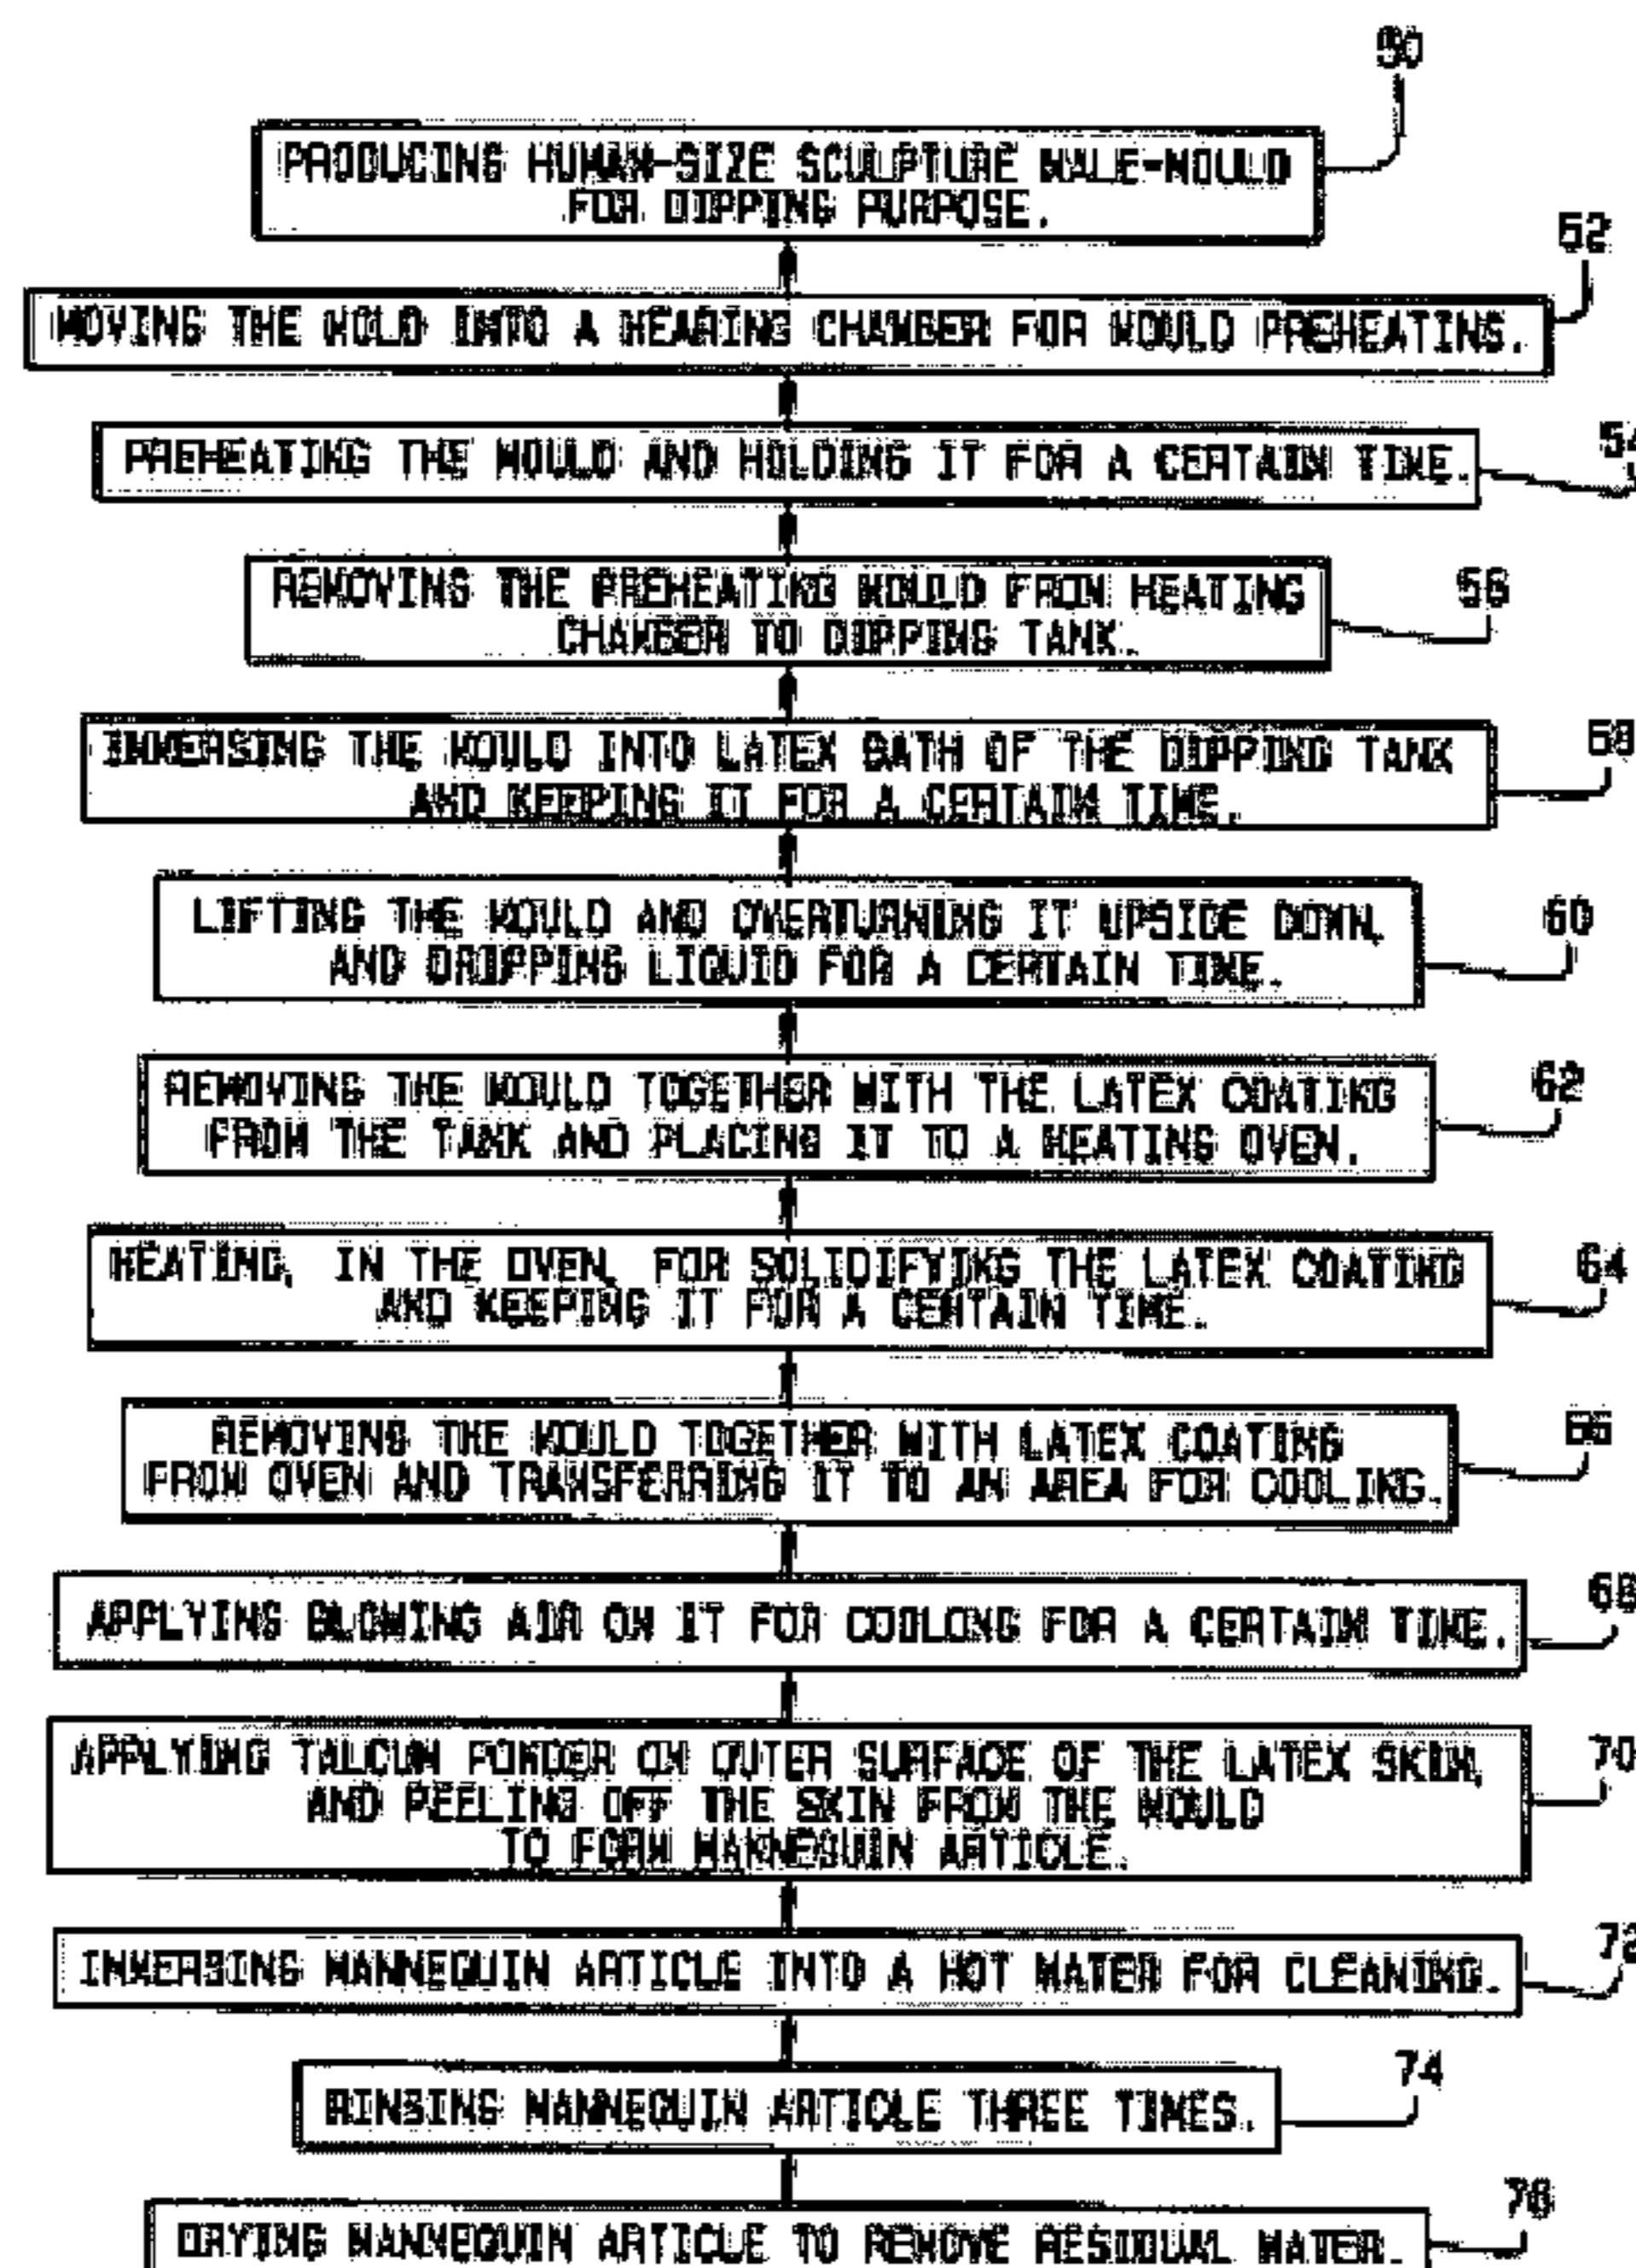 50
PRODUCING HUMAN-SIZE SCULPTURE MALE-MOULD
FOR DIPPING PURPOSE.
52
MOVING THE MOLD INTO A HEARING CHAMBER FOR MOULD PREHEATING.
54
PREHEATING THE MOULD AND HOLDING IT FOR A CERTAIN TIME.
56
REMOVING THE PREHEATING MOULD FROM HEATING
CHAMBER TO DIPPING TANK.
58
IMMERSING THE MOULD INTO LATEX BATH OF THE DIPPING TANK
AND KEEPING IT FOR A CERTAIN TIME.
60
LIFTING THE MOULD AND OVERTURNING IT UPSIDE DOWN,
AND DRIPPING LIQUID FOR A CERTAIN TIME.
62
REMOVING THE MOULD TOGETHER WITH THE LATEX COATING
FROM THE TANK AND PLACING IT TO A HEATING OVEN.
64
HEATING, IN THE OVEN, FOR SOLIDIFYING THE LATEX COATING
AND KEEPING IT FOR A CERTAIN TIME.
66
REMOVING THE MOULD TOGETHER WITH LATEX COATING
FROM OVEN AND TRANSFERRING IT TO AN AREA FOR COOLING.
68
APPLYING BLOWING AIR ON IT FOR COOLONG FOR A CERTAIN TIME.
70
APPLYING TALCUM POWDER ON OUTER SURFACE OF THE LATEX SKIN,
AND PEELING OFF THE SKIN FROM THE MOULD
TO FORM MANNEQUIN ARTICLE.
72
IMMERSING MANNEQUIN ARTICLE INTO A HOT WATER FOR CLEANING.
74
RINSING MANNEQUIN ARTICLE THREE TIMES.
76
DRYING MANNEQUIN ARTICLE TO REMOVE RESIDUAL WATER.